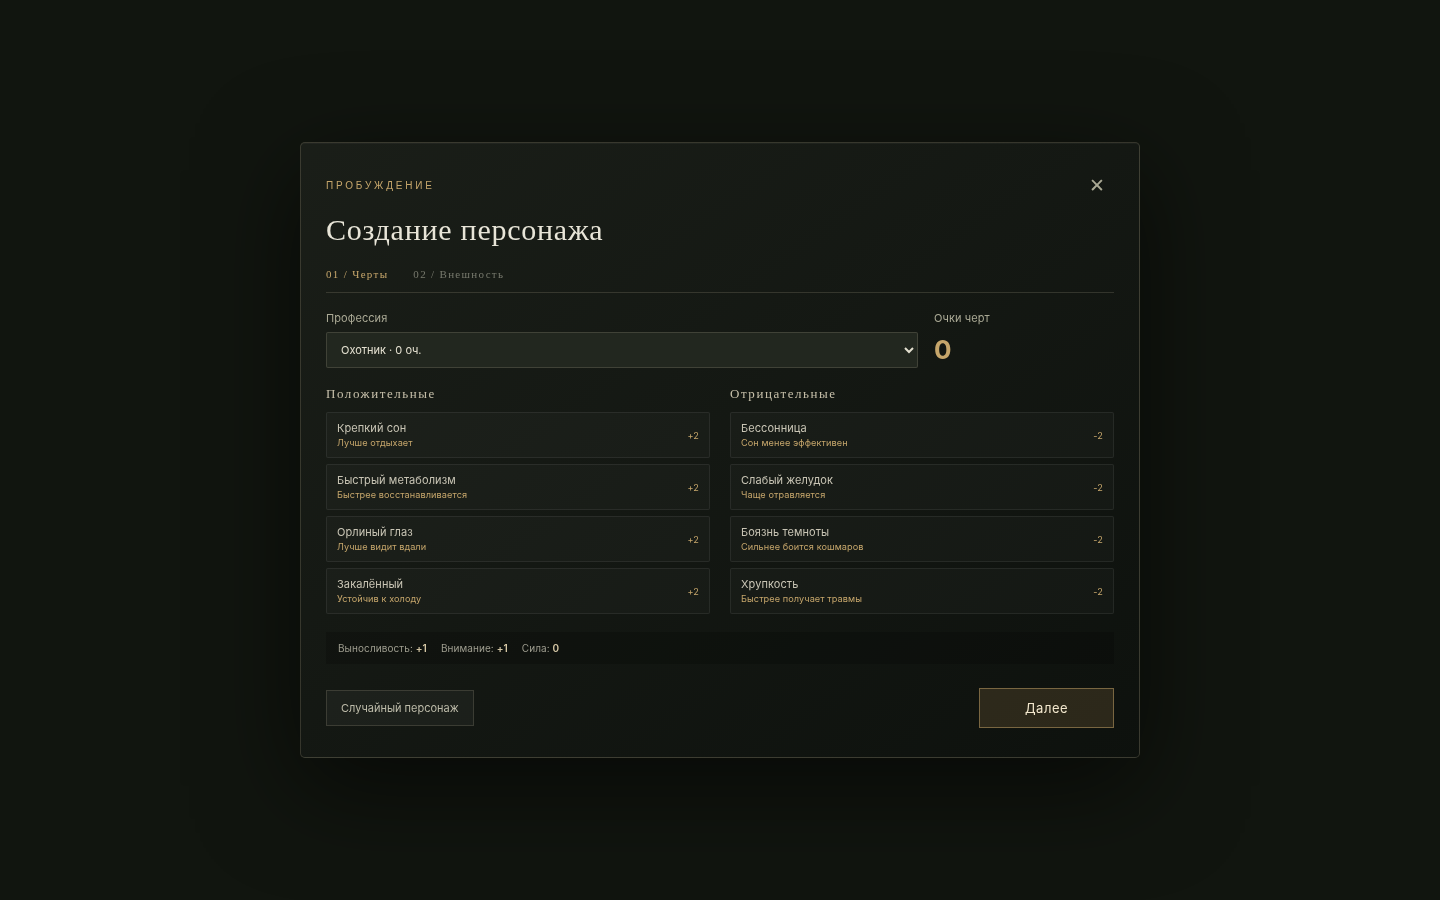 ПРОБУЖДЕНИЕ
Создание персонажа
01 / Черты 02 / Внешность
Профессия
Охотник · 0 оч.
Очки черт
0
Положительные
Крепкий сон
Лучше отдыхает
+2
Быстрый метаболизм
Быстрее восстанавливается
+2
Орлиный глаз
Лучше видит вдали
+2
Закалённый
Устойчив к холоду
+2
Отрицательные
Бессонница
Сон менее эффективен
-2
Слабый желудок
Чаще отравляется
-2
Боязнь темноты
Сильнее боится кошмаров
-2
Хрупкость
Быстрее получает травмы
-2
Выносливость: +1 Внимание: +1 Сила: 0
Случайный персонаж
Далее